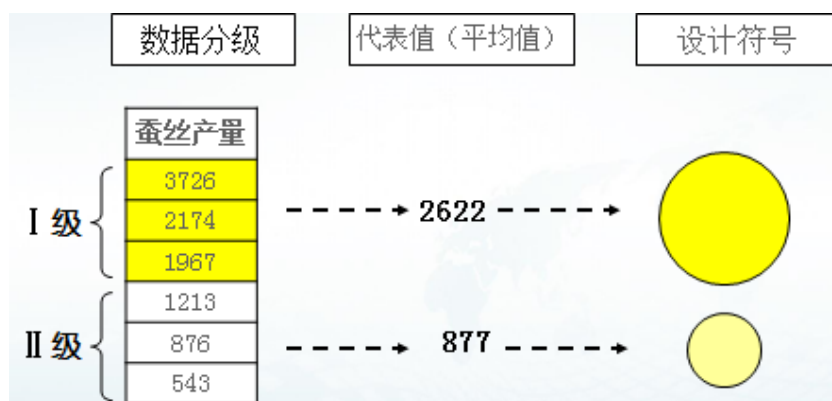 数据分级
代表值（平均值）
设计符号
蚕丝产量
3726
Ⅰ级
2174
2622
1967
1213
Ⅱ级
876
877
543